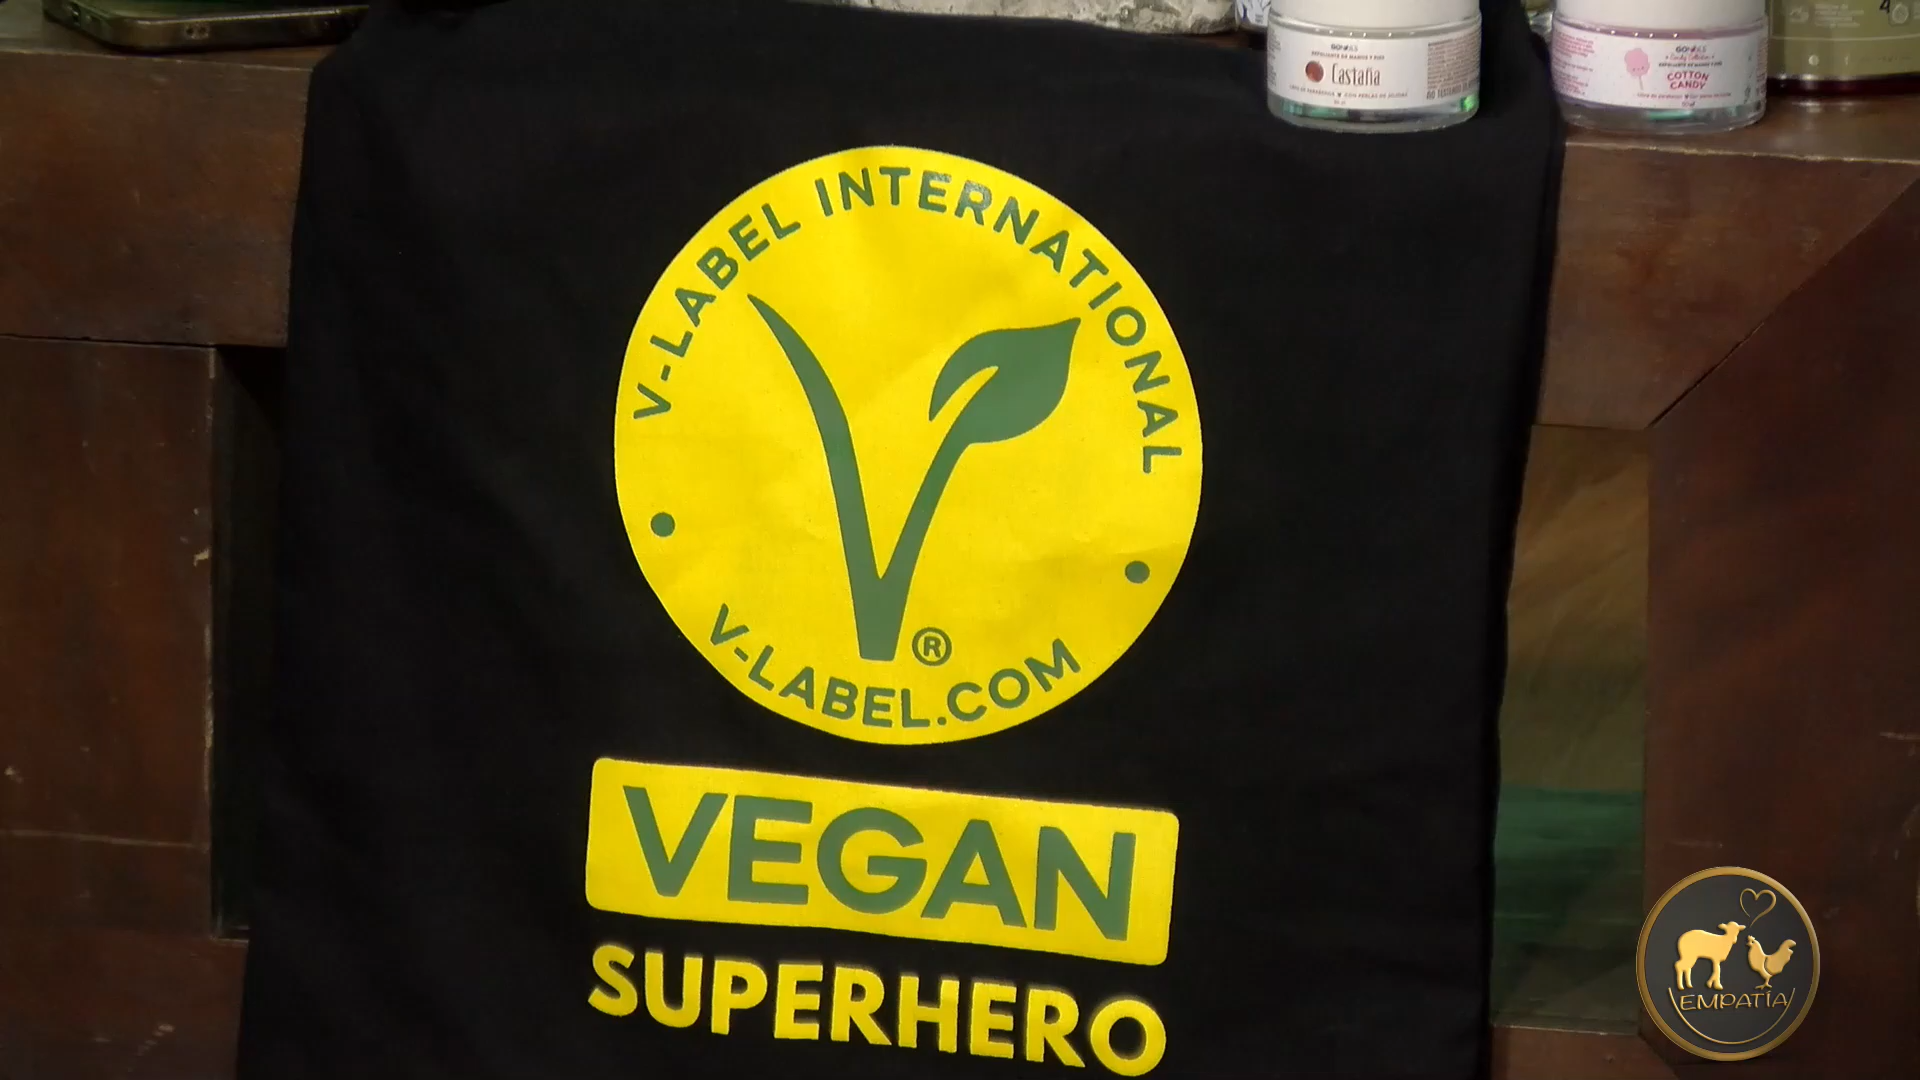 Castaña
COTTON
CANDY
V-LABEL INTERNATIONAL
®
V-LABEL.COM
VEGAN
SUPERHERO
EMPATÍA